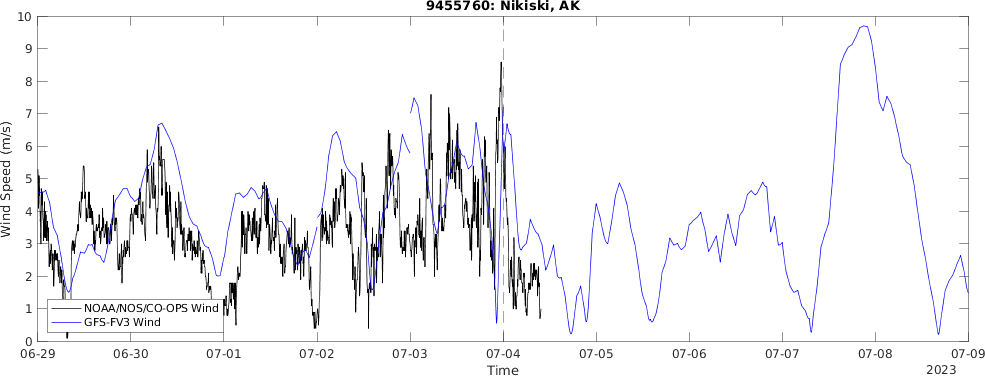 9455760: Nikiski, AK
10
9
8
7
6
5
4
3
2
1
0
Wind Speed (m/s)
NOAA/NOS/CO-OPS Wind
GFS-FV3 Wind
06-29 06-30 07-01 07-02 07-03 07-04 07-05 07-06 07-07 07-08 07-09
Time
2023